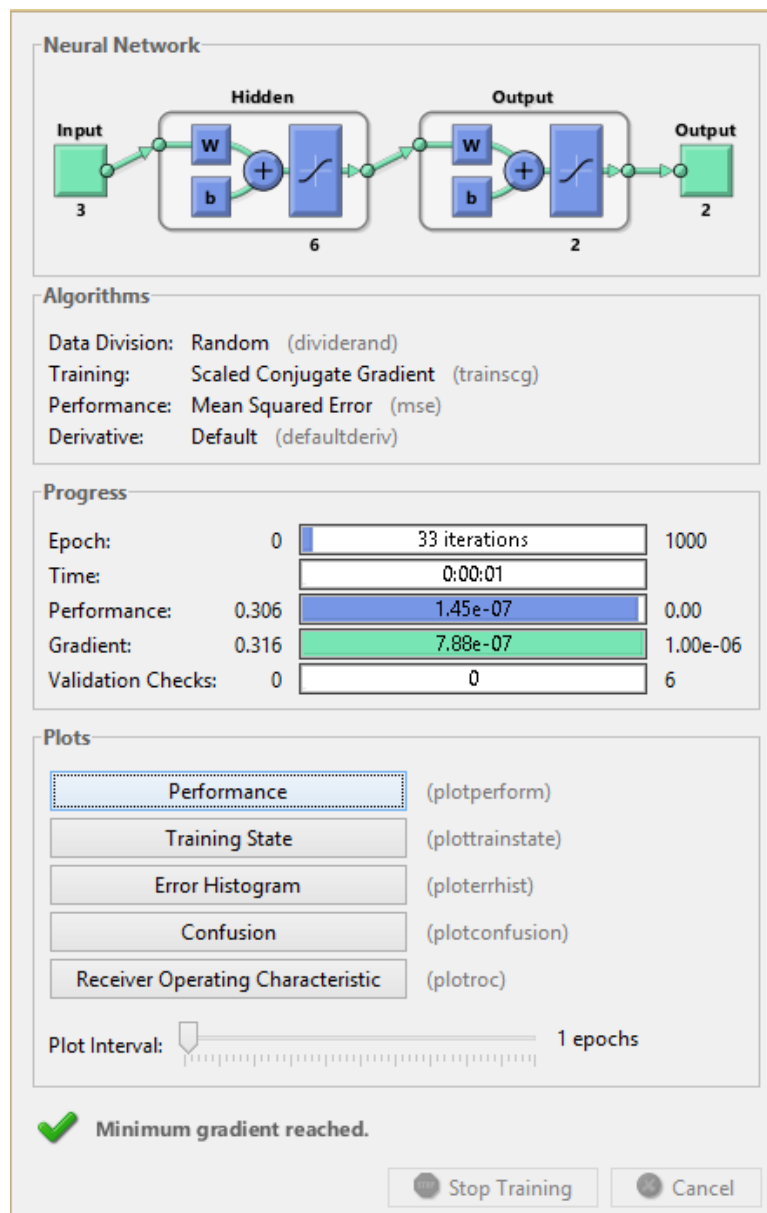 Neural Network
Hidden
Output
Input
Output
W
W
+
+
b
b
3
6
2
2
Algorithms
Data Division: Random (dividerand)
Training: Scaled Conjugate Gradient (trainscg)
Performance: Mean Squared Error (mse)
Derivative: Default (defaultderiv)
Progress
Epoch: 0 33 iterations 1000
Time: 0:00:01
Performance: 0.306 1.45e-07 0.00
Gradient: 0.316 7.88e-07 1.00e-06
Validation Checks: 0 0 6
Plots
Performance (plotperform)
Training State (plottrainstate)
Error Histogram (ploterrhist)
Confusion (plotconfusion)
Receiver Operating Characteristic (plotroc)
Plot Interval: 1 epochs
Minimum gradient reached.
Stop Training Cancel